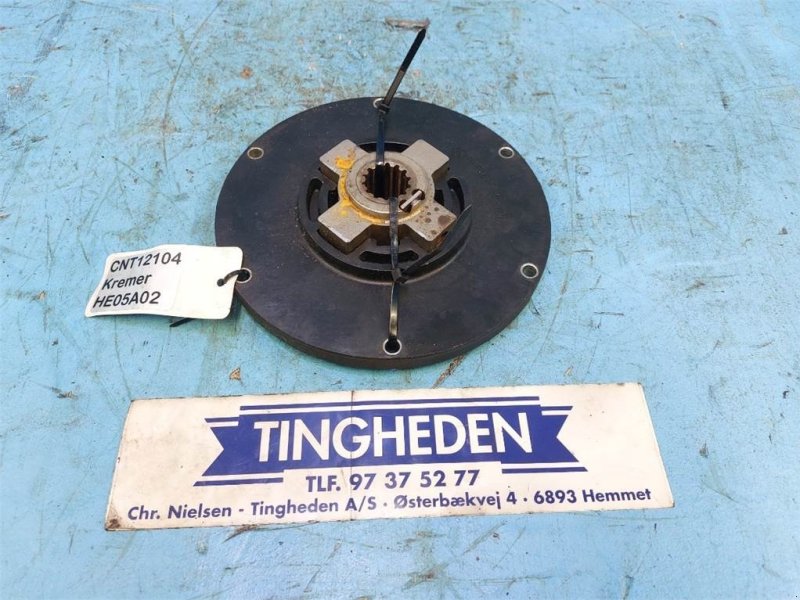 CNT12104
Kremer
HE05A02
TINGHEDEN
TLF. 97 37 52 77
Chr. Nielsen - Tingheden A/S · Østerbækvej 4 · 6893 Hemmet